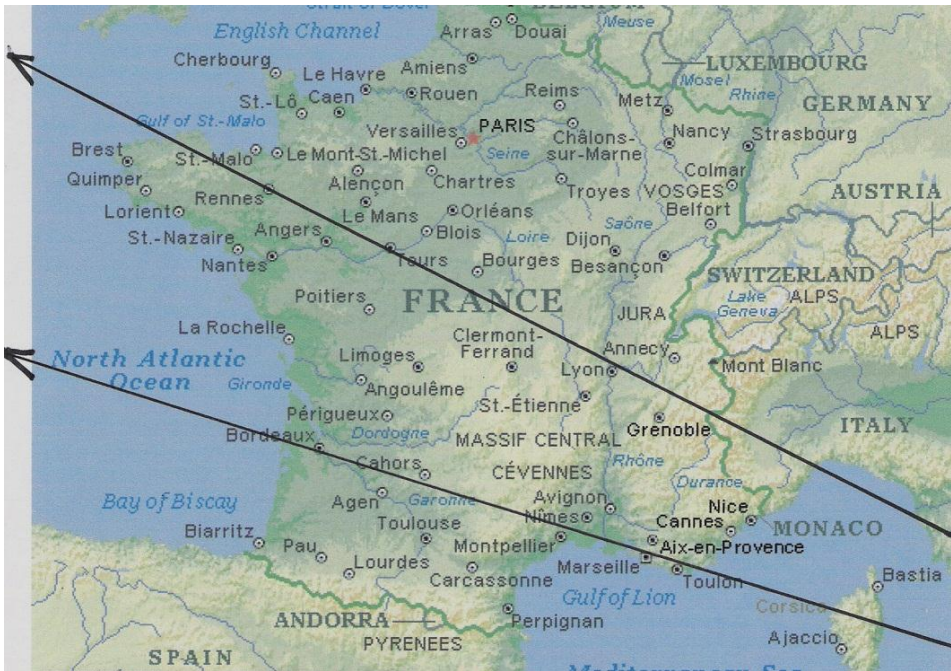 Strait of Dover
BELGIUM
English Channel
Arras
Douai
Meuse
Cherbourg
Amiens
LUXEMBOURG
Le Havre
Mosel
St.-Lô
Caen
Rouen
Reims
Metz
Rhine
GERMANY
Gulf of St.-Malo
Versailles
PARIS
Nancy
Strasbourg
Châlons-
sur-Marne
Brest
St.-Malo
Le Mont-St.-Michel
Seine
Quimper
Alençon
Chartres
Troyes
Colmar
VOSGES
AUSTRIA
Rennes
Lorient
Le Mans
Orléans
Belfort
St.-Nazaire
Angers
Blois
Loire
Saône
Dijon
Nantes
Tours
Bourges
Besançon
SWITZERLAND
Poitiers
FRANCE
Lake
Geneva
ALPS
JURA
La Rochelle
Clermont-
Ferrand
ALPS
North Atlantic
Ocean
Limoges
Annecy
Mont Blanc
Gironde
Angoulême
Lyon
St.-Étienne
Périgueux
Grenoble
ITALY
Bordeaux
Dordogne
MASSIF CENTRAL
Cahors
CÉVENNES
Rhône
Durance
Bay of Biscay
Agen
Garonne
Avignon
Nice
Toulouse
Nîmes
Cannes
MONACO
Biarritz
Pau
Montpellier
Aix-en-Provence
Lourdes
Carcassonne
Marseille
Toulon
Bastia
Gulf of Lion
Corsica
ANDORRA
Perpignan
PYRENEES
Ajaccio
SPAIN
Mediterranean Sea